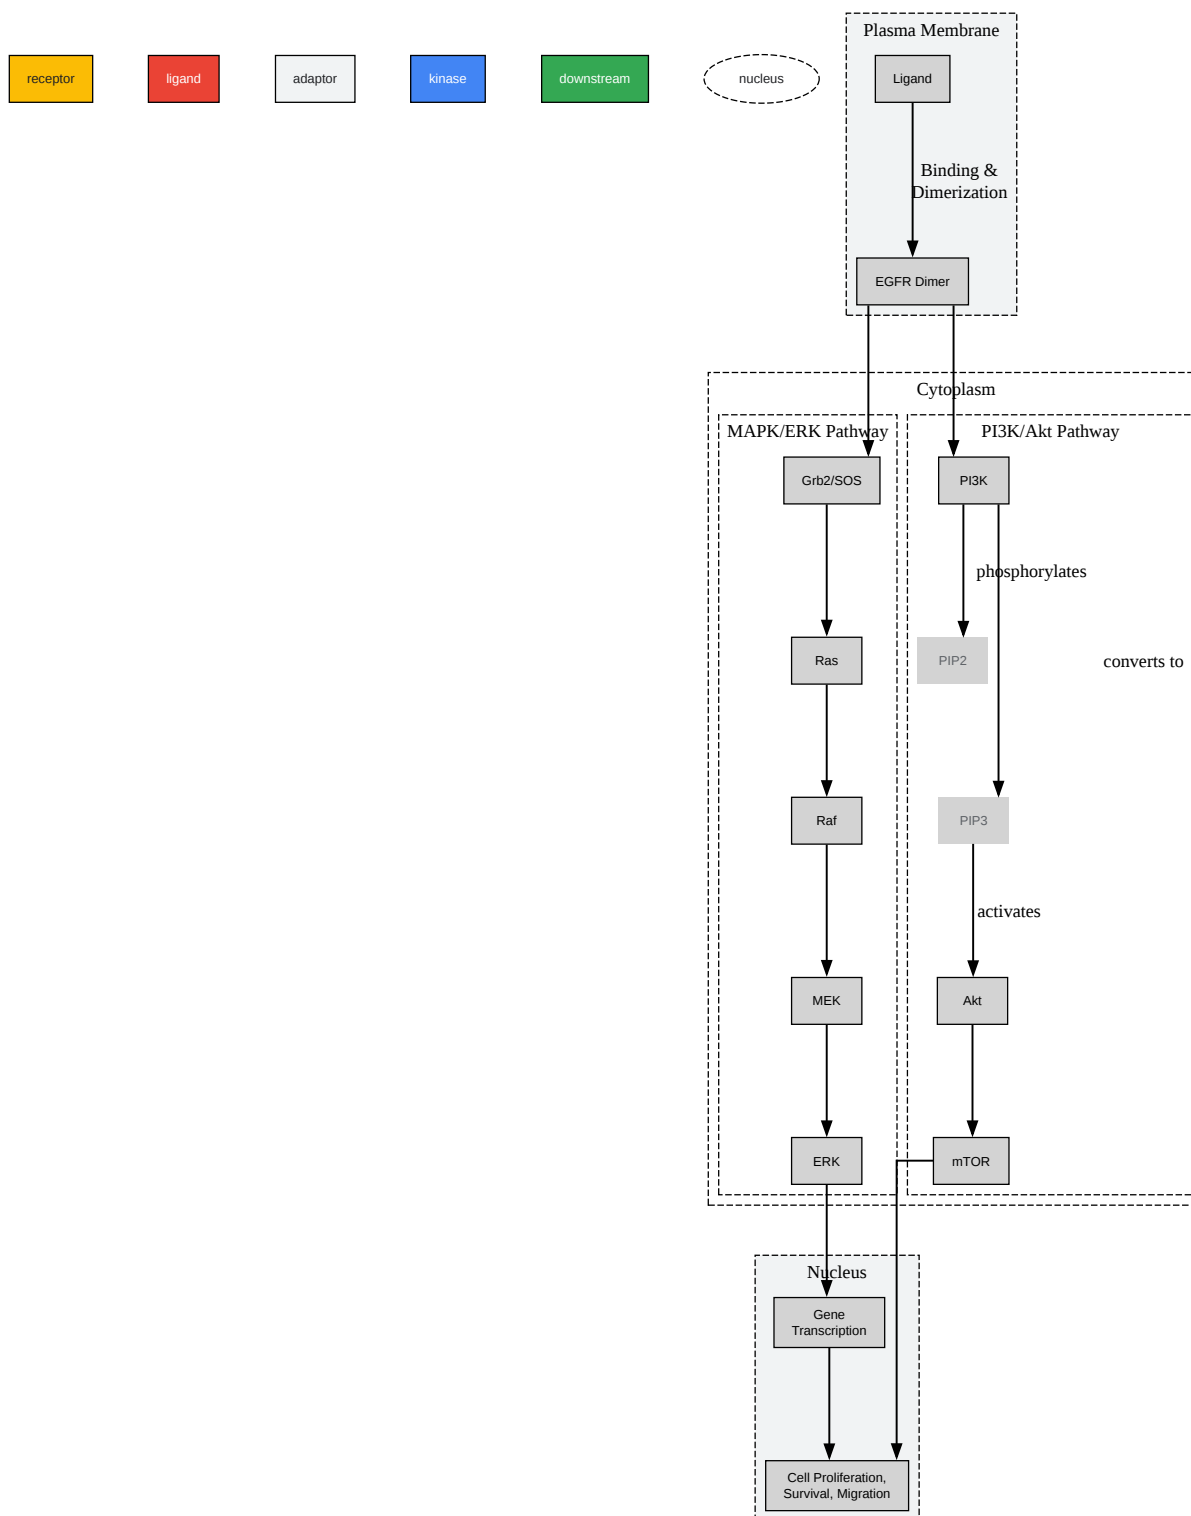 Plasma Membrane
receptor
ligand
adaptor
kinase
downstream
nucleus
Ligand
Binding &
Dimerization
EGFR Dimer
Cytoplasm
MAPK/ERK Pathway
PI3K/Akt Pathway
Grb2/SOS
PI3K
phosphorylates
Ras
PIP2
converts to
Raf
PIP3
activates
MEK
Akt
ERK
mTOR
Nucleus
Gene
Transcription
Cell Proliferation,
Survival, Migration